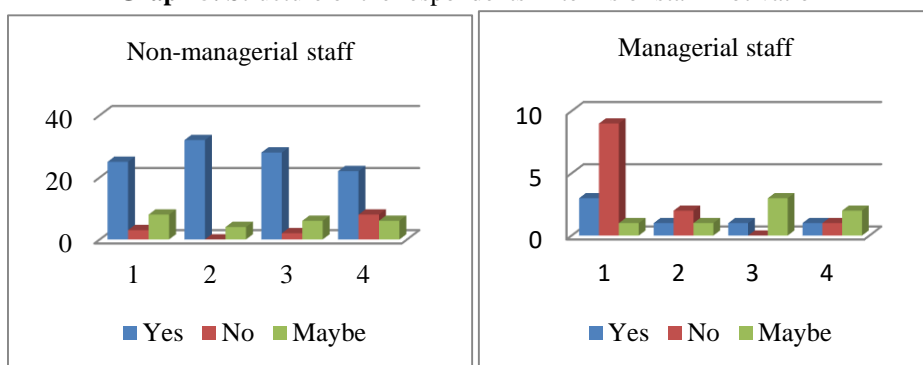 Non-managerial staff
40
20
0
1 2 3 4
Yes No Maybe
Managerial staff
10
5
0
1 2 3 4
Yes No Maybe